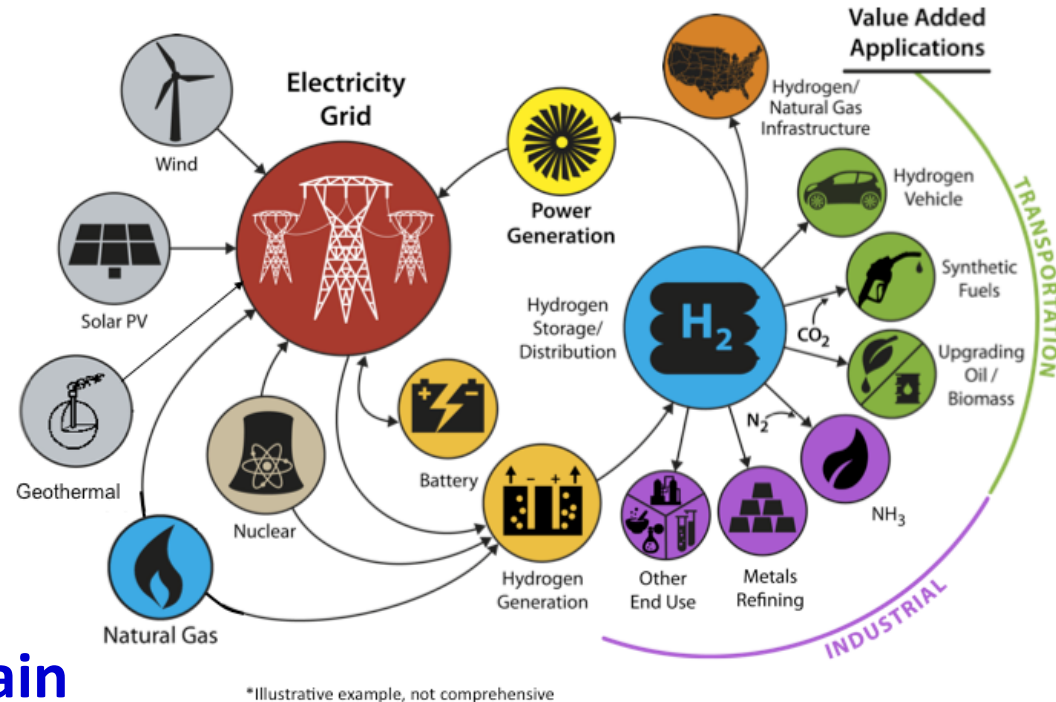 Value Added
Applications
Electricity
Grid
Hydrogen/
Natural Gas
Infrastructure
Wind
Hydrogen
Vehicle
TRANSPORTATION
Power
Generation
Solar PV
Hydrogen
Storage/
Distribution
H2
Synthetic
Fuels
CO2
Upgrading
Oil /
Biomass
N2
+
-
Battery
Geothermal
Nuclear
- +
NH3
Hydrogen
Generation
Other
End Use
Metals
Refining
INDUSTRIAL
Natural Gas
ain
*Illustrative example, not comprehensive